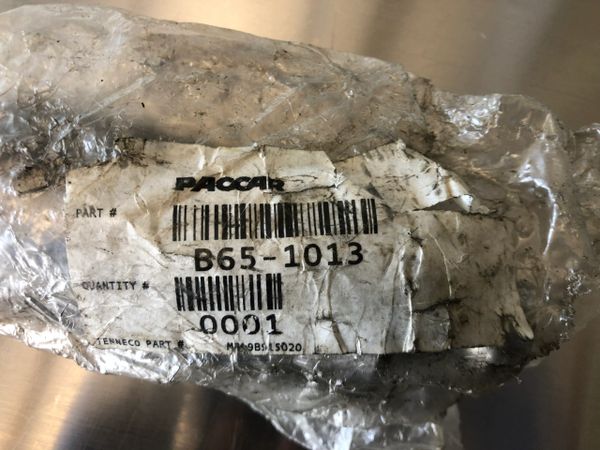 PACCAR
PART #
B65-1013
QUANTITY #
0001
TENNECO PART #